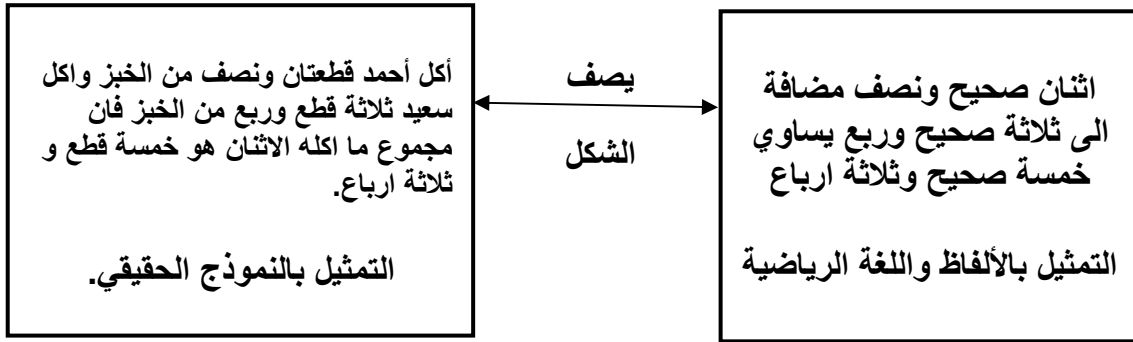 اثنان صحيح ونصف مضافة
الى ثلاثة صحيح وربع يساوي
خمسة صحيح وثلاثة ارباع
التمثيل بالألفاظ واللغة الرياضية
يصف
الشكل
أكل أحمد قطعتان ونصف من الخبز واكل
سعيد ثلاثة قطع وربع من الخبز فان
مجموع ما اكله الاثنان هو خمسة قطع و
ثلاثة ارباع.
التمثيل بالنموذج الحقيقي.